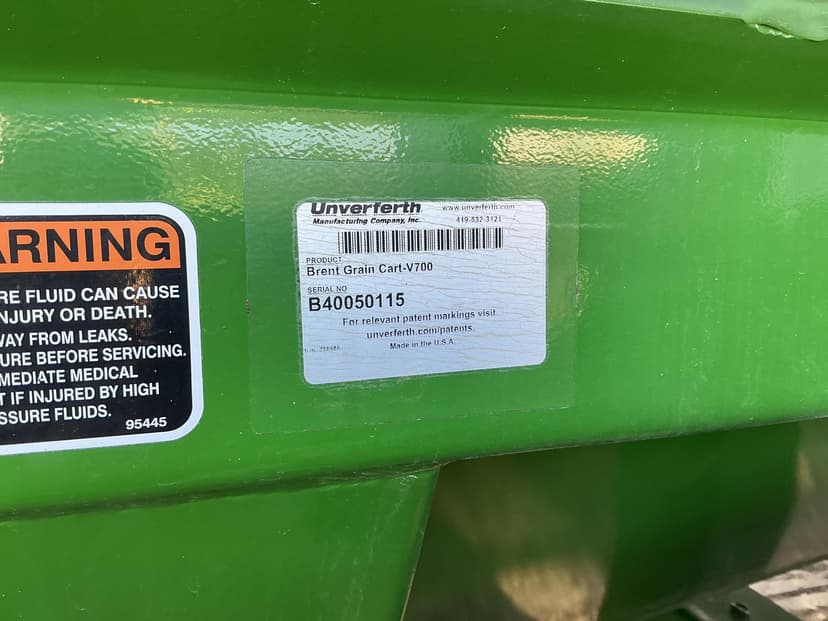 ARNING
RE FLUID CAN CAUSE
NJURY OR DEATH.
WAY FROM LEAKS.
URE BEFORE SERVICING.
MEDIATE MEDICAL
T IF INJURED BY HIGH
SSURE FLUIDS.
95445
Unverferth www.unverferth.com
Manufacturing Company, Inc. 419-532-3121
PRODUCT
Brent Grain Cart-V700
SERIAL NO
B40050115
For relevant patent markings visit
unverferth.com/patents.
Made in the U.S.A.